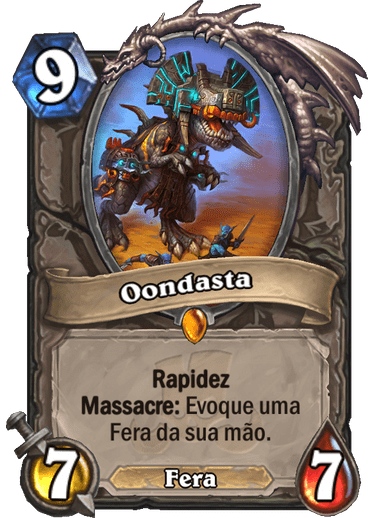 9
Oondasta
Rapidez
Massacre: Evoque uma
Fera da sua mão.
7
Fera
7